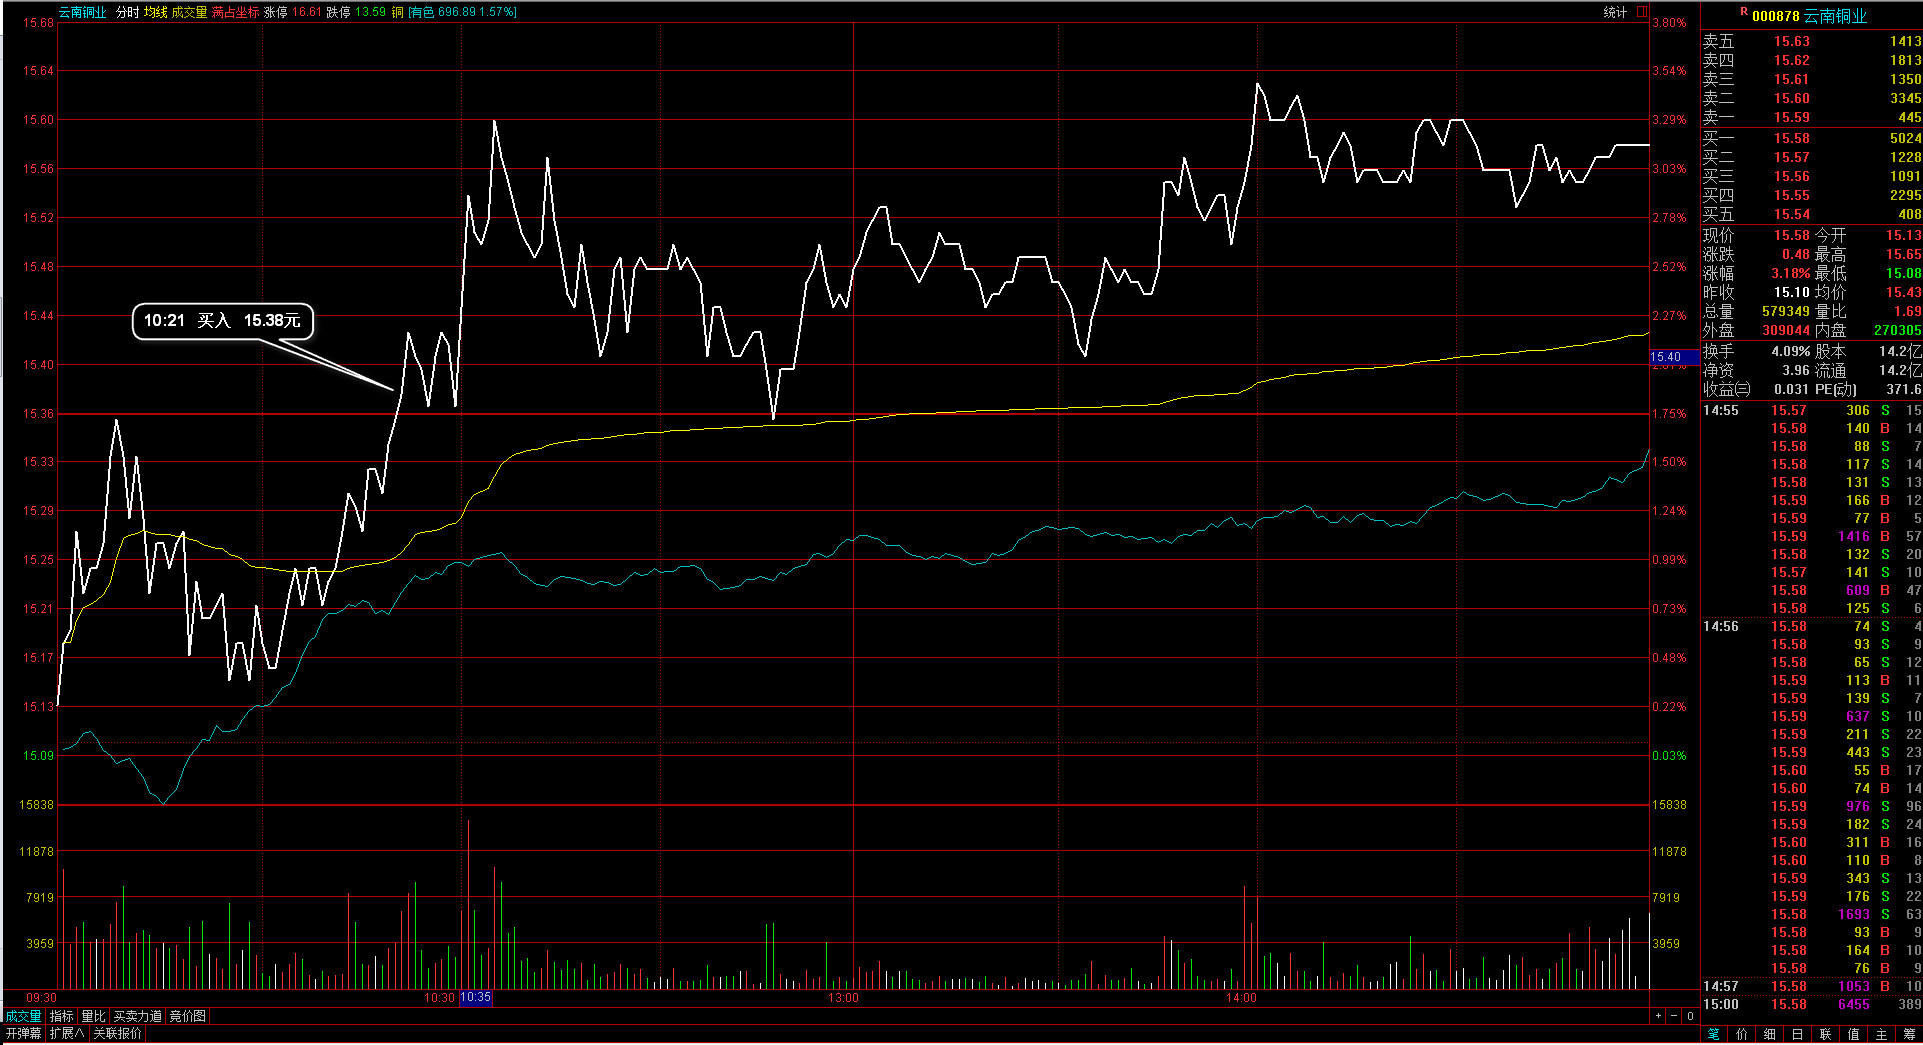 云南铜业 分时 均线 成交量 满占坐标 涨停 16.61 跌停 13.59 铜 [有色 696.89 1.57%] 统计
15.68 3.80%
15.64 3.54%
15.60 3.29%
15.56 3.03%
15.52 2.78%
15.48 2.52%
15.44 2.27%
10:21 买入 15.38元
15.40 15.40
15.36 1.75%
15.33 1.50%
15.29 1.24%
15.25 0.99%
15.21 0.73%
15.17 0.48%
15.13 0.22%
15.09 0.03%
15838 15838
11878 11878
7919 7919
3959 3959
09:30 10:30 10:35 13:00 14:00
成交量 指标 量比 买卖力道 竞价图 + - 0
开弹幕 扩展∧ 关联报价
R 000878 云南铜业
卖五 15.63 1413
卖四 15.62 1813
卖三 15.61 1350
卖二 15.60 3345
卖一 15.59 445
买一 15.58 5024
买二 15.57 1228
买三 15.56 1091
买四 15.55 2295
买五 15.54 408
现价 15.58 今开 15.13
涨跌 0.48 最高 15.65
涨幅 3.18% 最低 15.08
昨收 15.10 均价 15.43
总量 579349 量比 1.69
外盘 309044 内盘 270305
换手 4.09% 股本 14.2亿
净资 3.96 流通 14.2亿
收益㊂ 0.031 PE(动) 371.6
14:55 15.57 306 S 15
15.58 140 B 14
15.58 88 S 7
15.58 117 S 14
15.58 131 S 13
15.59 166 B 12
15.59 77 B 5
15.59 1416 B 57
15.58 132 S 20
15.57 141 S 10
15.58 609 B 47
15.58 125 S 6
14:56 15.58 74 S 4
15.58 93 S 9
15.58 65 S 12
15.59 113 B 11
15.59 139 S 7
15.59 637 S 10
15.59 211 S 22
15.59 443 S 23
15.60 55 B 17
15.60 74 B 14
15.59 976 S 96
15.59 182 S 24
15.60 311 B 16
15.60 110 B 8
15.59 343 S 13
15.59 176 S 22
15.58 1693 S 63
15.58 93 B 9
15.58 164 B 10
15.58 76 B 9
14:57 15.58 1053 B 10
15:00 15.58 6455 389
笔 价 细 日 联 值 主 筹